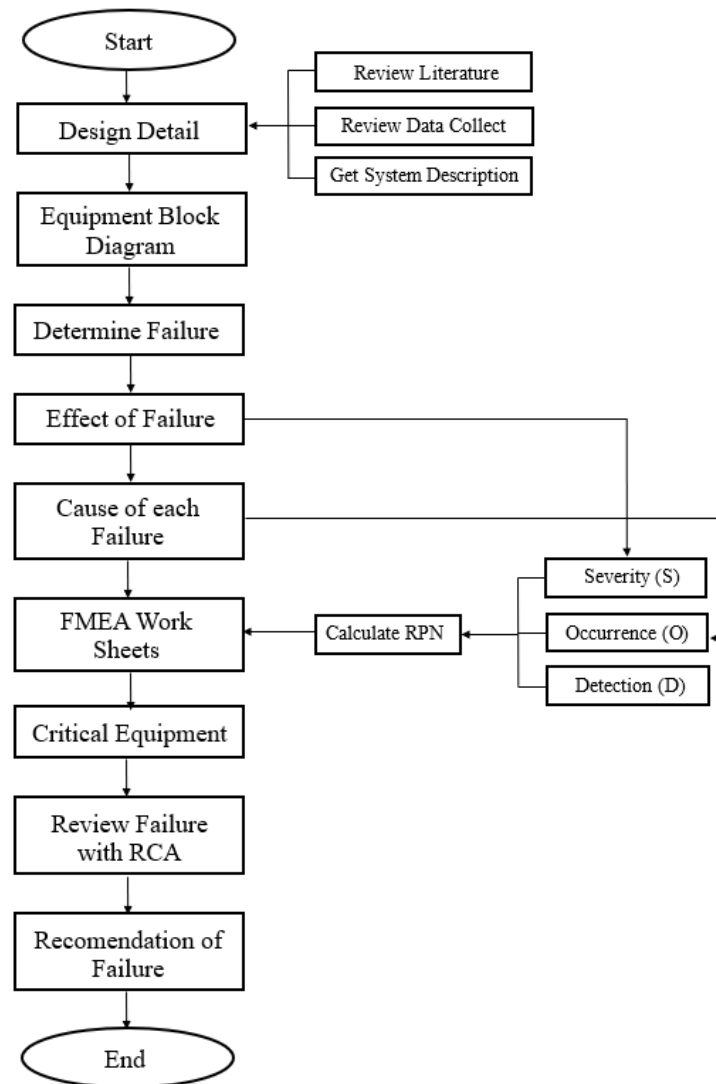 Start
Review Literature
Design Detail
Review Data Collect
Get System Description
Equipment Block
Diagram
Determine Failure
Effect of Failure
Cause of each
Failure
Severity (S)
FMEA Work
Sheets
Calculate RPN
Occurrence (O)
Detection (D)
Critical Equipment
Review Failure
with RCA
Recomendation of
Failure
End